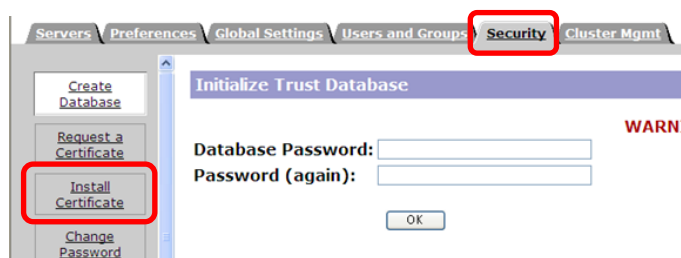 Servers Preferences Global Settings Users and Groups Security Cluster Mgmt
Create
Database
Initialize Trust Database
Request a
Certificate
WARNI
Database Password:
Install
Certificate
Password (again):
OK
Change
Password